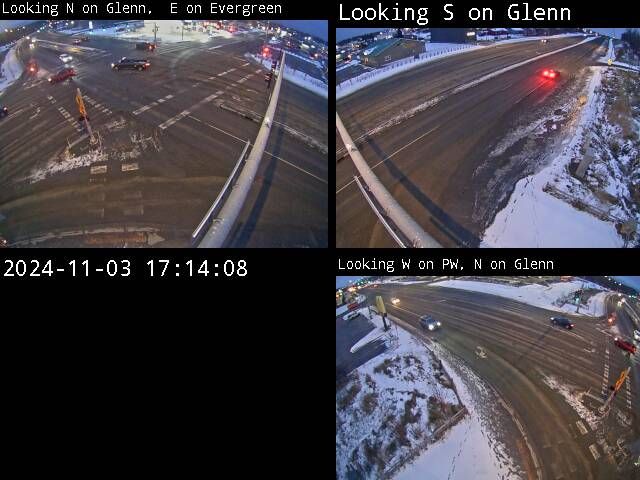 Looking N on Glenn, E on Evergreen
Looking S on Glenn
2024-11-03 17:14:08
Looking W on PW, N on Glenn